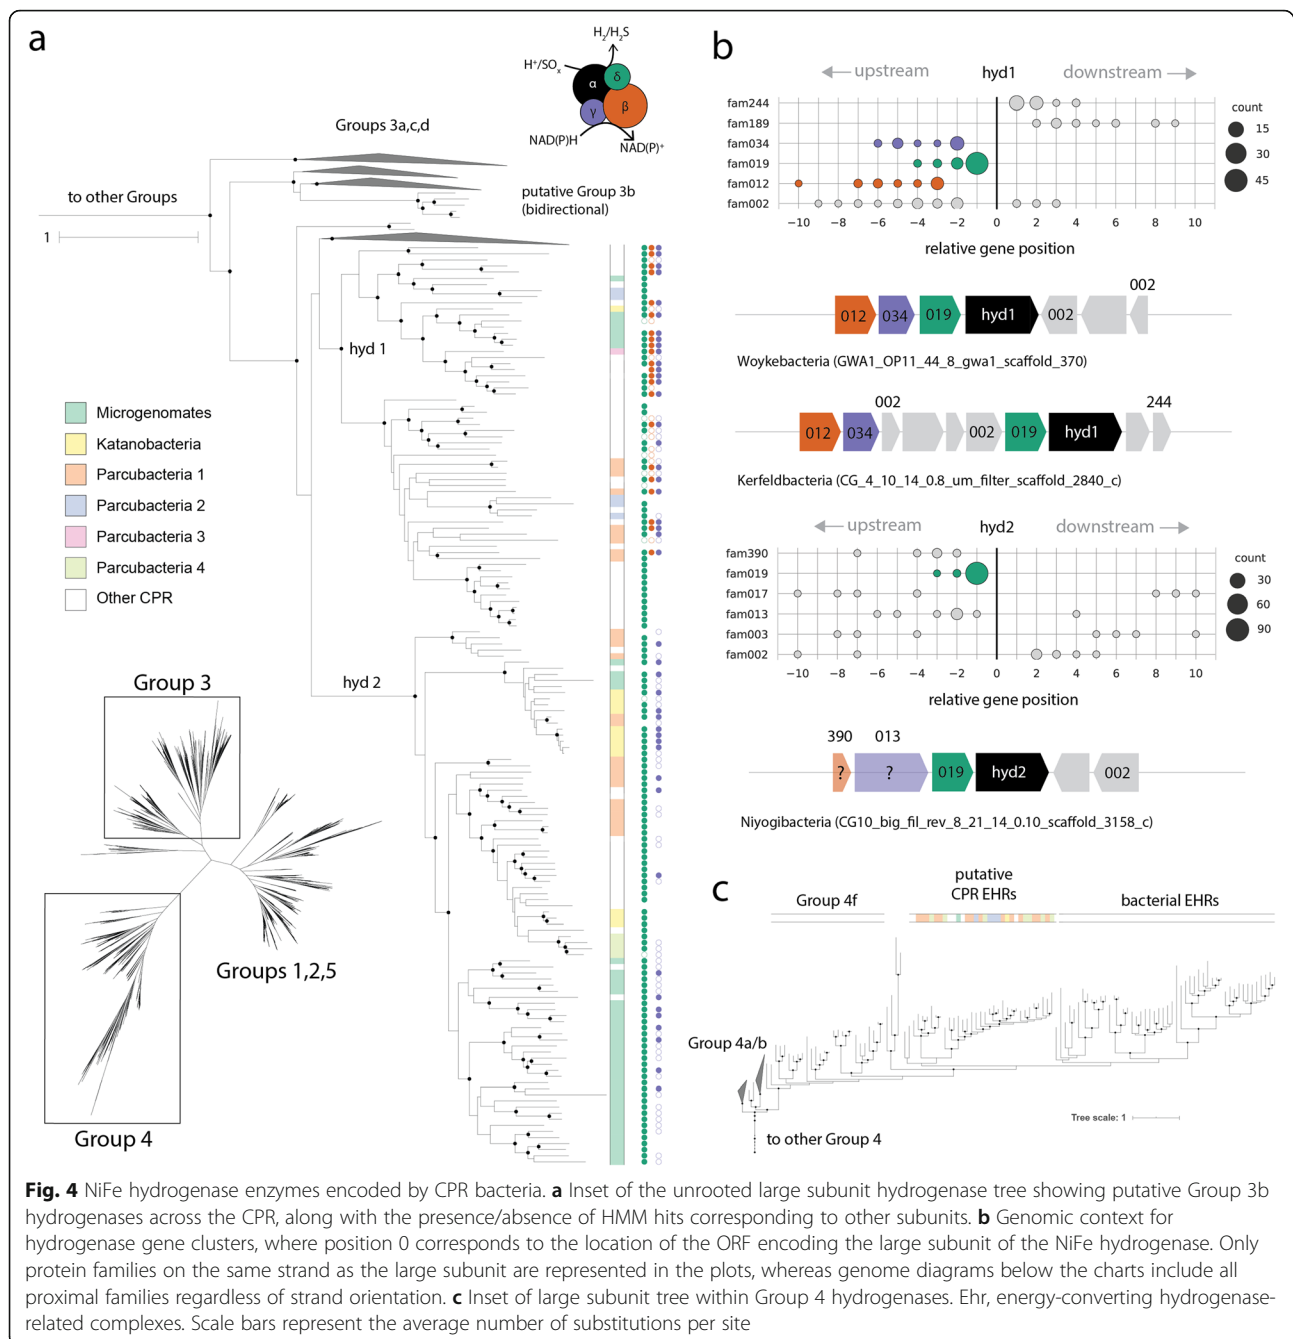 a
H₂/H₂S
H⁺/SOₓ
α
δ
γ
β
NAD(P)H
NAD(P)⁺
Groups 3a,c,d
to other Groups
putative Group 3b
(bidirectional)
1
hyd 1
Microgenomates
Katanobacteria
Parcubacteria 1
Parcubacteria 2
Parcubacteria 3
Parcubacteria 4
Other CPR
hyd 2
Group 3
Groups 1,2,5
Group 4
b
upstream
hyd1
downstream
fam244
fam189
fam034
fam019
fam012
fam002
−10 −8 −6 −4 −2 0 2 4 6 8 10
relative gene position
count
15
30
45
002
012 034 019 hyd1 002
Woykebacteria (GWA1_OP11_44_8_gwa1_scaffold_370)
002 244
012 034 002 019 hyd1
Kerfeldbacteria (CG_4_10_14_0.8_um_filter_scaffold_2840_c)
upstream
hyd2
downstream
fam390
fam019
fam017
fam013
fam003
fam002
−10 −8 −6 −4 −2 0 2 4 6 8 10
relative gene position
count
30
60
90
390 013
? ? 019 hyd2 002
Niyogibacteria (CG10_big_fil_rev_8_21_14_0.10_scaffold_3158_c)
c
Group 4f
putative
CPR EHRs
bacterial EHRs
Group 4a/b
to other Group 4
Tree scale: 1
Fig. 4 NiFe hydrogenase enzymes encoded by CPR bacteria. a Inset of the unrooted large subunit hydrogenase tree showing putative Group 3b
hydrogenases across the CPR, along with the presence/absence of HMM hits corresponding to other subunits. b Genomic context for
hydrogenase gene clusters, where position 0 corresponds to the location of the ORF encoding the large subunit of the NiFe hydrogenase. Only
protein families on the same strand as the large subunit are represented in the plots, whereas genome diagrams below the charts include all
proximal families regardless of strand orientation. c Inset of large subunit tree within Group 4 hydrogenases. Ehr, energy-converting hydrogenase-
related complexes. Scale bars represent the average number of substitutions per site